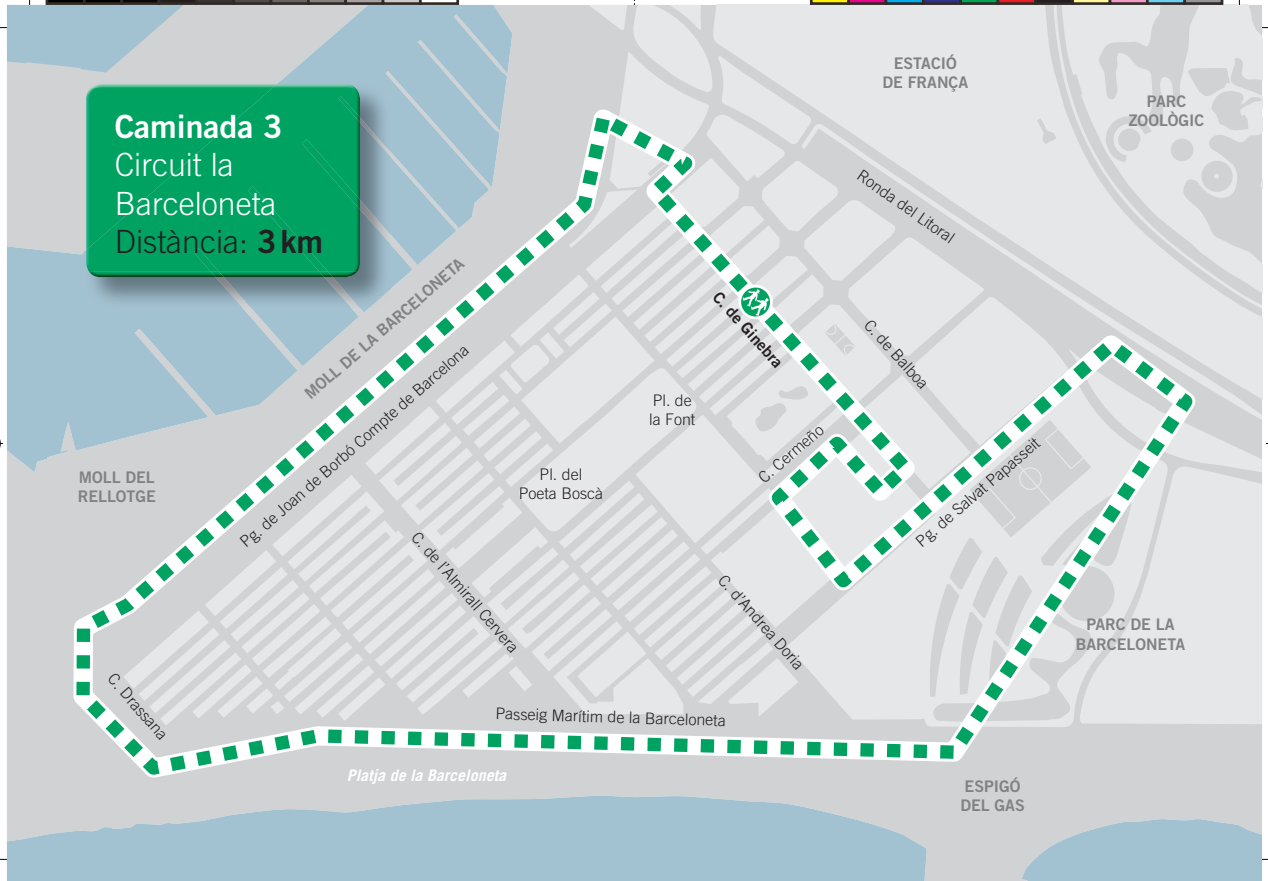 Caminada 3
Circuit la
Barceloneta
Distància: 3 km
ESTACIÓ
DE FRANÇA
PARC
ZOOLÒGIC
Ronda del Litoral
MOLL DE LA BARCELONETA
C. de Ginebra
C. de Balboa
Pg. de Joan de Borbó Compte de Barcelona
Pl. de
la Font
C. Cermeño
Pg. de Salvat Papasseit
MOLL DEL
RELLOTGE
Pl. del
Poeta Boscà
C. de l'Almirall Cervera
C. d'Andrea Doria
PARC DE LA
BARCELONETA
C. Drassana
Passeig Marítim de la Barceloneta
Platja de la Barceloneta
ESPIGÓ
DEL GAS